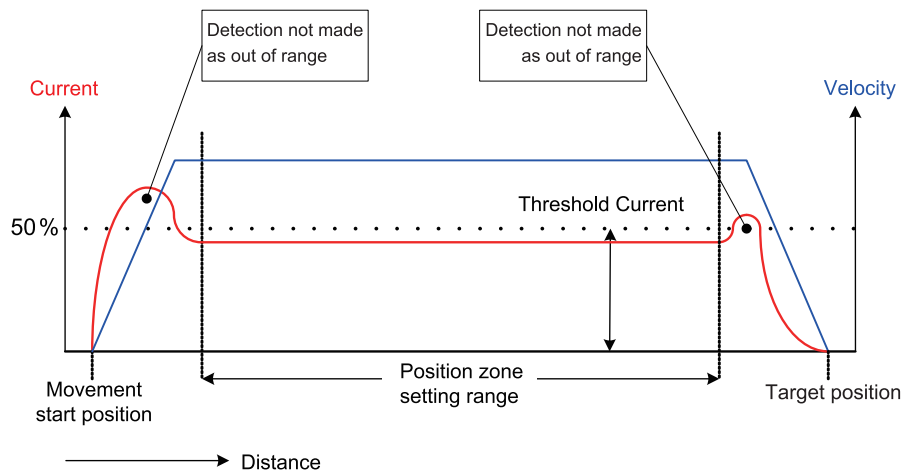 Detection not made
as out of range
Detection not made
as out of range
Current
Velocity
50 %
Threshold Current
Movement
start position
Position zone
setting range
Target position
Distance